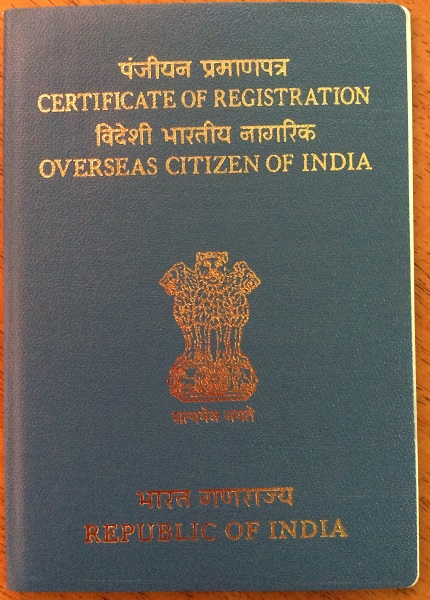 पंजीयन प्रमाणपत्र
CERTIFICATE OF REGISTRATION
विदेशी भारतीय नागरिक
OVERSEAS CITIZEN OF INDIA
सत्यमेव जयते
भारत गणराज्य
REPUBLIC OF INDIA